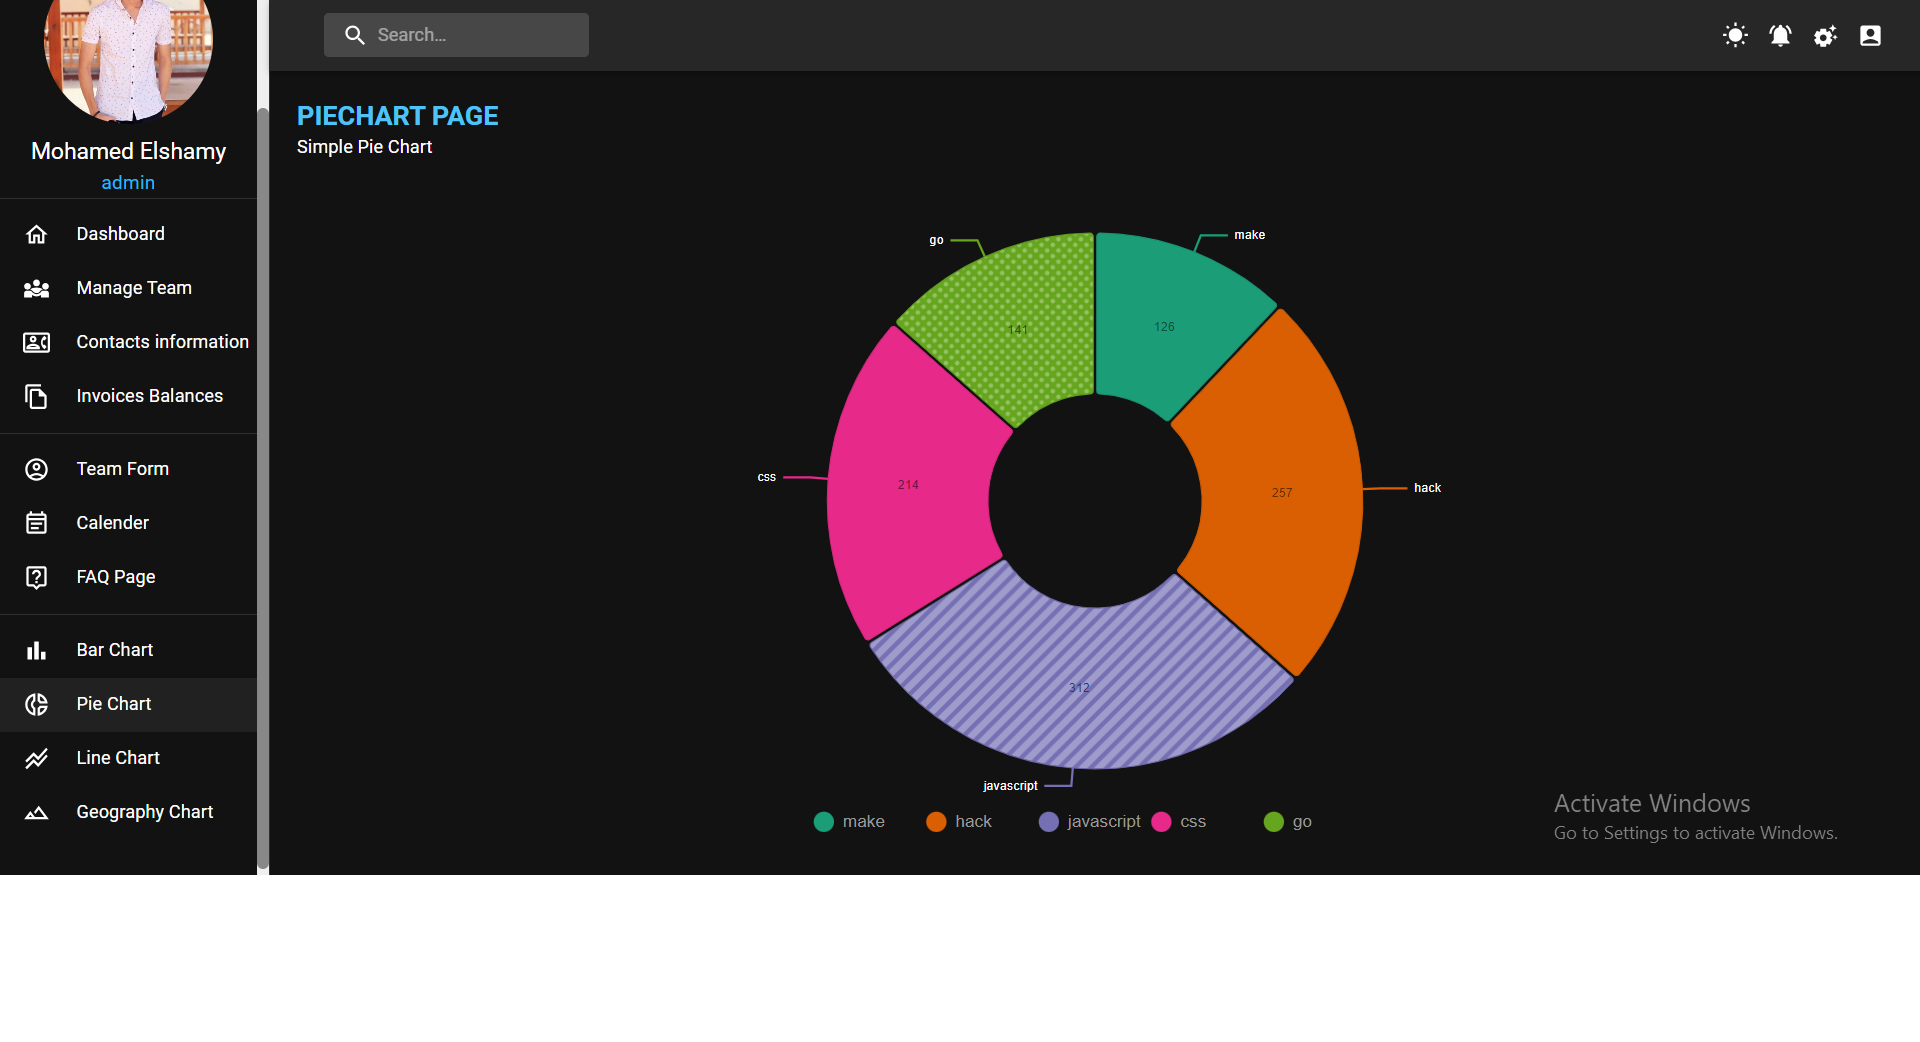 Search...
Mohamed Elshamy
admin
Dashboard
Manage Team
Contacts information
Invoices Balances
Team Form
Calender
FAQ Page
Bar Chart
Pie Chart
Line Chart
Geography Chart
PIECHART PAGE
Simple Pie Chart
go
make
141
126
css
214
257
hack
312
javascript
make
hack
javascript
css
go
Activate Windows
Go to Settings to activate Windows.